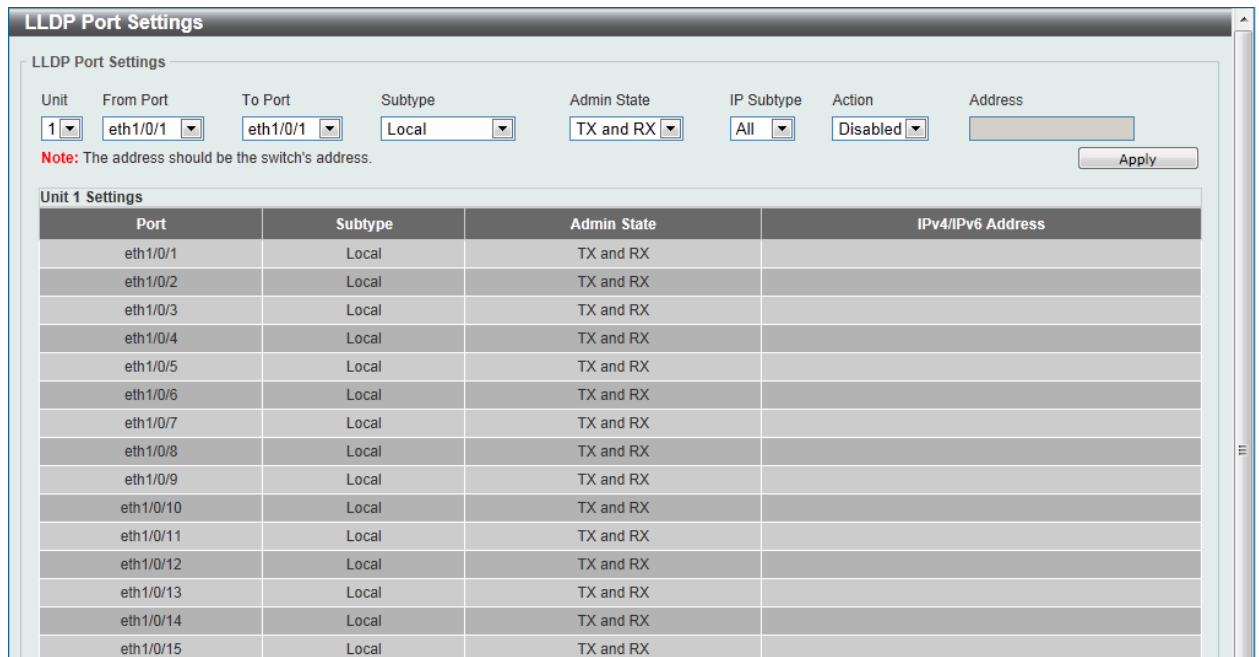 LLDP Port Settings
LLDP Port Settings
Unit From Port To Port Subtype Admin State IP Subtype Action Address
1 eth1/0/1 eth1/0/1 Local TX and RX All Disabled
Note: The address should be the switch's address.
Apply
Unit 1 Settings
Port Subtype Admin State IPv4/IPv6 Address
eth1/0/1 Local TX and RX
eth1/0/2 Local TX and RX
eth1/0/3 Local TX and RX
eth1/0/4 Local TX and RX
eth1/0/5 Local TX and RX
eth1/0/6 Local TX and RX
eth1/0/7 Local TX and RX
eth1/0/8 Local TX and RX
eth1/0/9 Local TX and RX
eth1/0/10 Local TX and RX
eth1/0/11 Local TX and RX
eth1/0/12 Local TX and RX
eth1/0/13 Local TX and RX
eth1/0/14 Local TX and RX
eth1/0/15 Local TX and RX